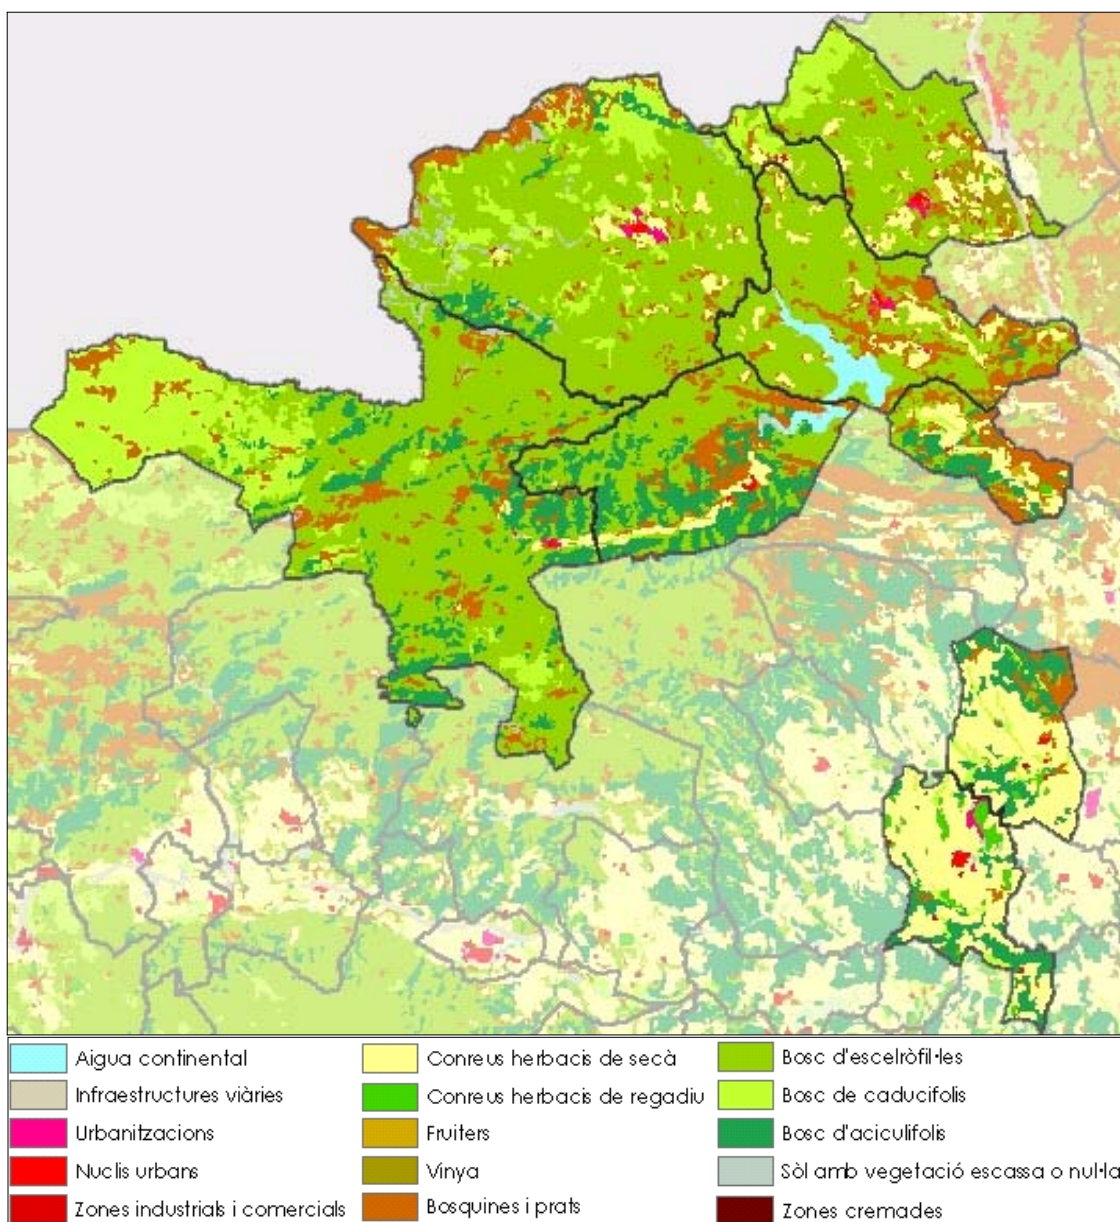 Aigua continental
Infraestructures viàries
Urbanitzacions
Nuclis urbans
Zones industrials i comercials
Conreus herbacis de secà
Conreus herbacis de regadiu
Fruiters
Vinya
Bosquines i prats
Bosc d'escelròfil·les
Bosc de caducifolis
Bosc d'aciculifolis
Sòl amb vegetació escassa o nul·la
Zones cremades